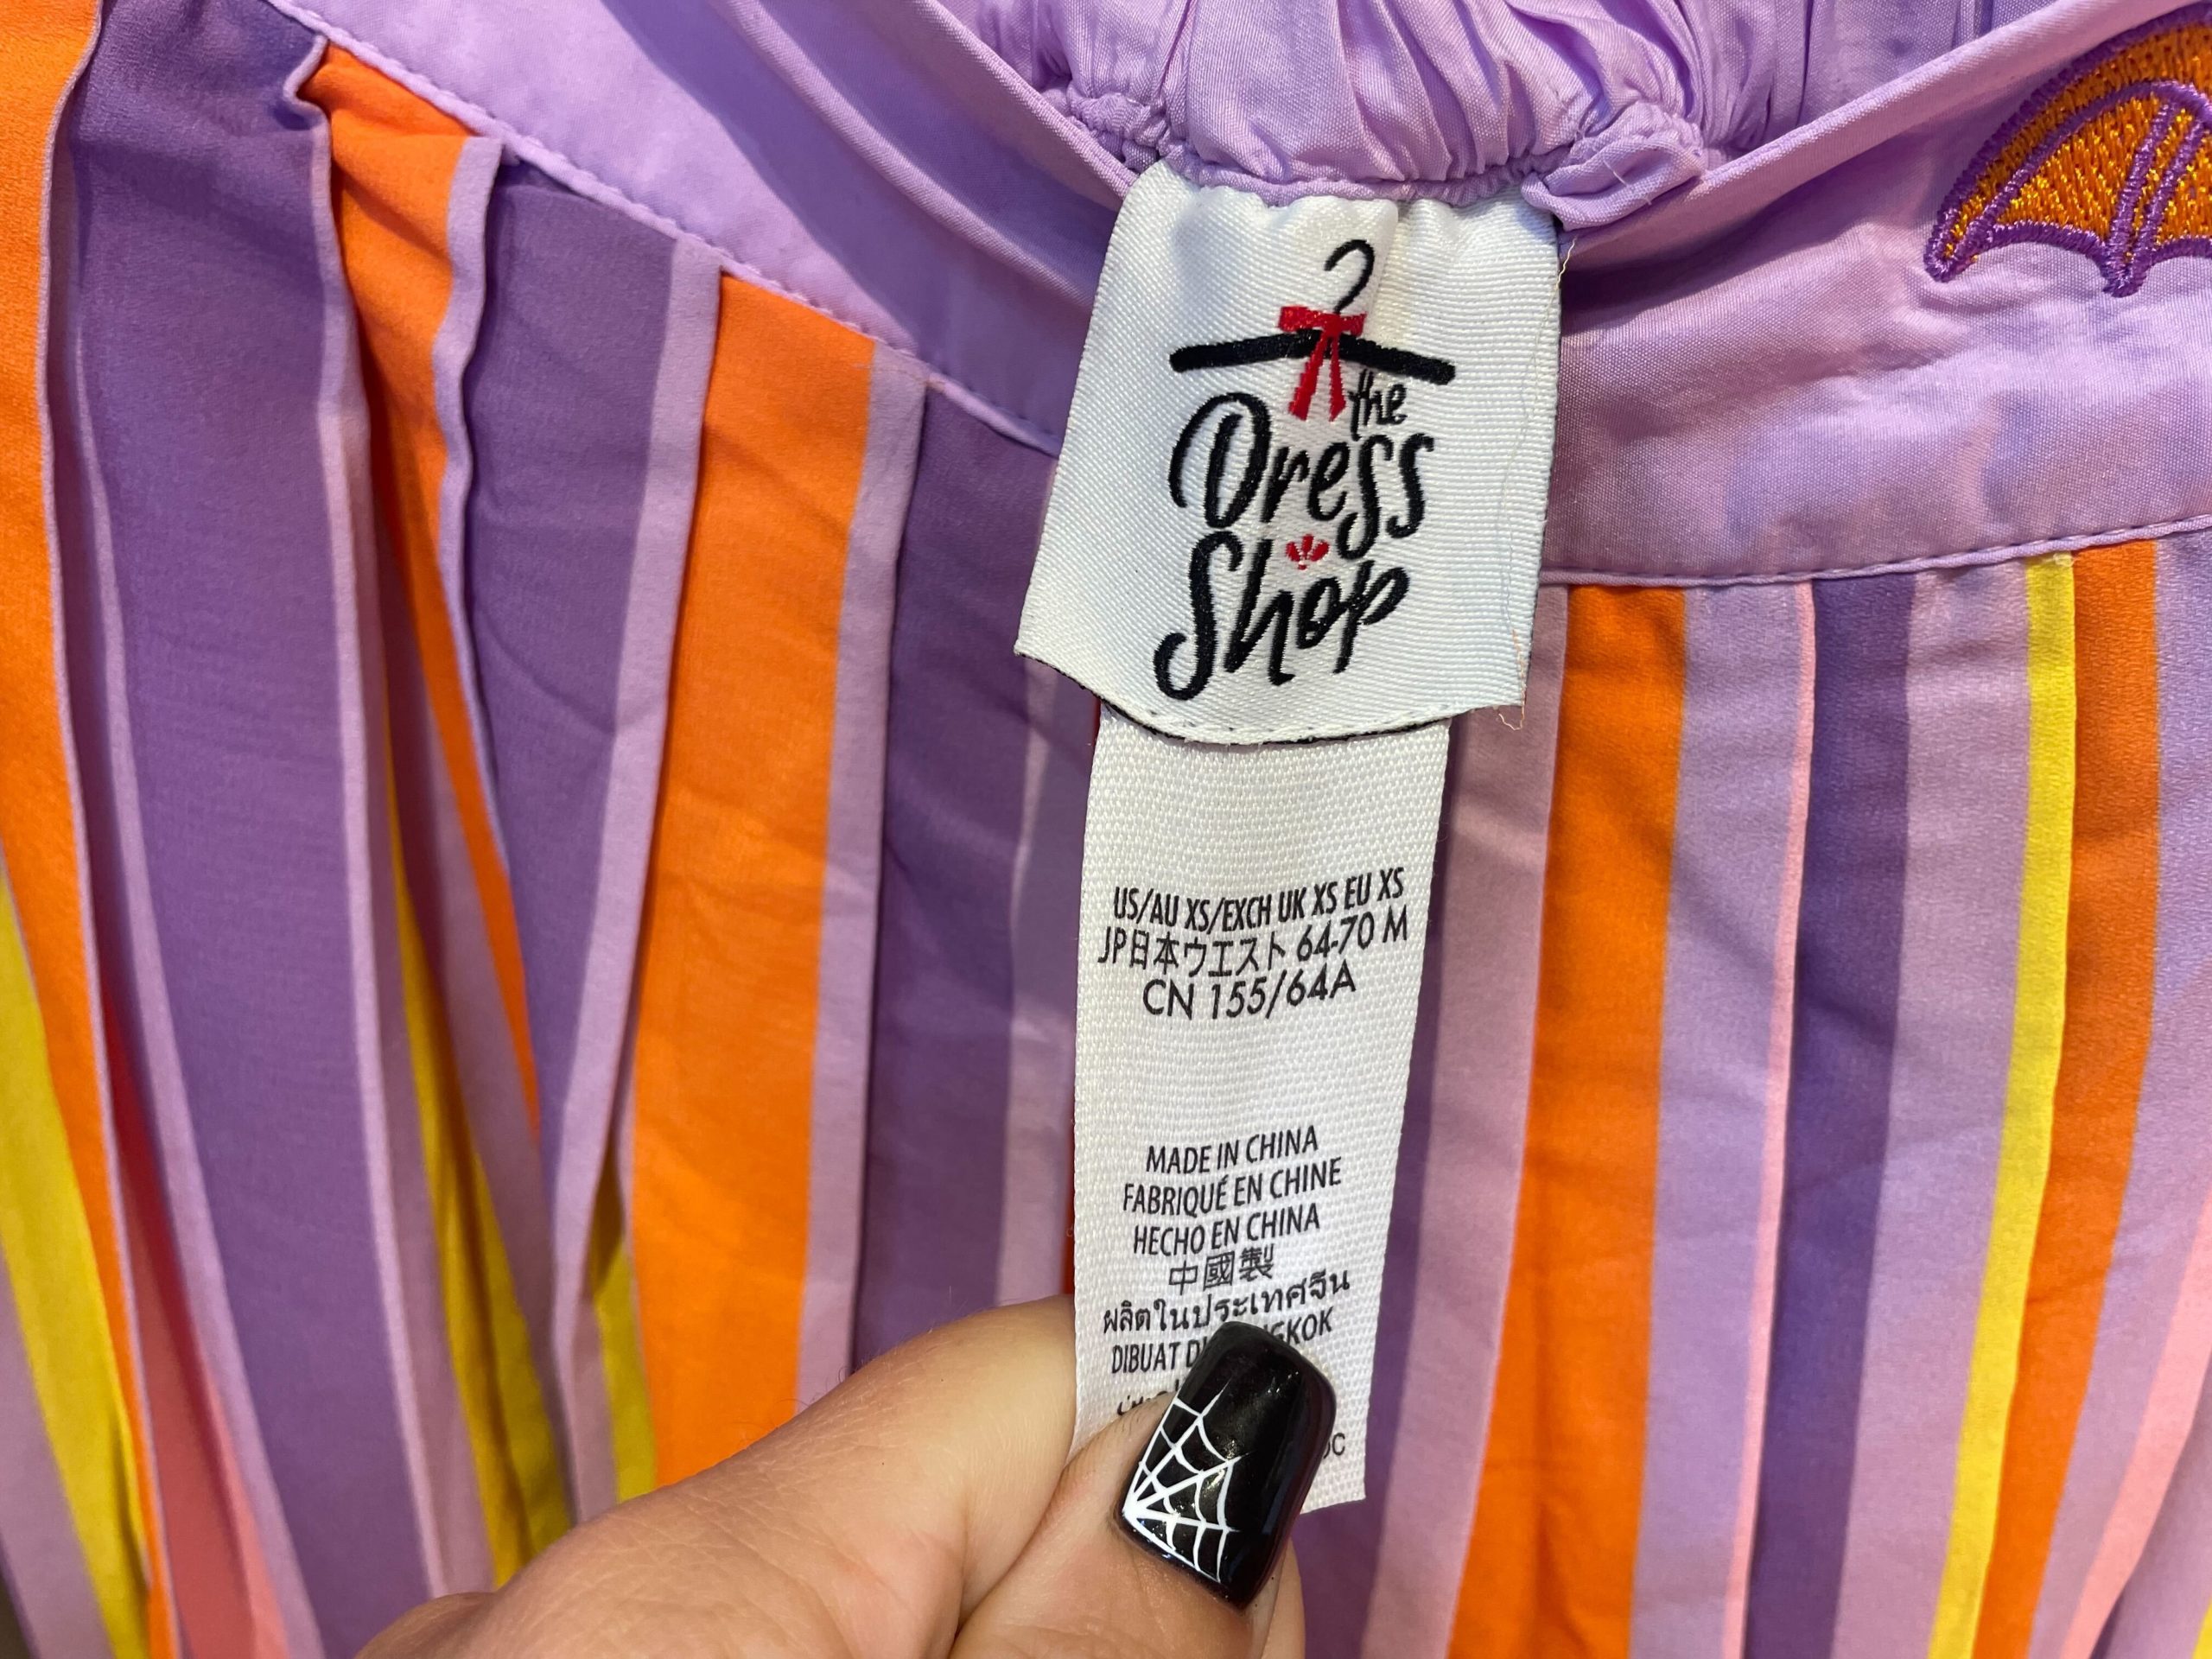 the
Dress
Shop
US/AU XS/EXCH UK XS EU XS
JP日本ウエスト 64-70 M
CN 155/64A
MADE IN CHINA
FABRIQUÉ EN CHINE
HECHO EN CHINA
中國製
ผลิตในประเทศจีน
DIBUAT